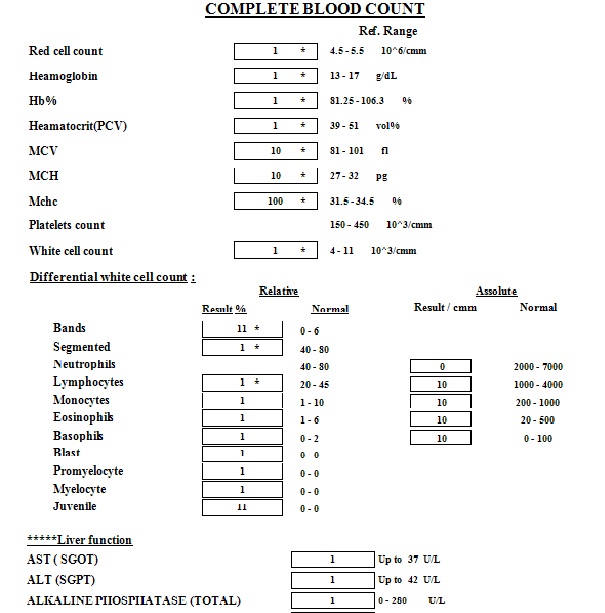 COMPLETE BLOOD COUNT
Ref. Range
Red cell count 1 * 4.5 - 5.5 10^6/cmm
Heamoglobin 1 * 13 - 17 g/dL
Hb% 1 * 81.25 - 106.3 %
Heamatocrit(PCV) 1 * 39 - 51 vol%
MCV 10 * 81 - 101 fl
MCH 10 * 27 - 32 pg
Mchc 100 * 31.5 - 34.5 %
Platelets count 150 - 450 10^3/cmm
White cell count 1 * 4 - 11 10^3/cmm
Differential white cell count :
Relative Assolute
Result % Normal Result / cmm Normal
Bands 11 * 0 - 6
Segmented 1 * 40 - 80
Neutrophils 40 - 80 0 2000 - 7000
Lymphocytes 1 * 20 - 45 10 1000 - 4000
Monocytes 1 1 - 10 10 200 - 1000
Eosinophils 1 1 - 6 10 20 - 500
Basophils 1 0 - 2 10 0 - 100
Blast 1 0 0
Promyelocyte 1 0 - 0
Myelocyte 1 0 - 0
Juvenile 11 0 - 0
*****Liver function
AST ( SGOT) 1 Up to 37 U/L
ALT (SGPT) 1 Up to 42 U/L
ALKALINE PHOSPHATASE (TOTAL) 1 0 - 280 U/L